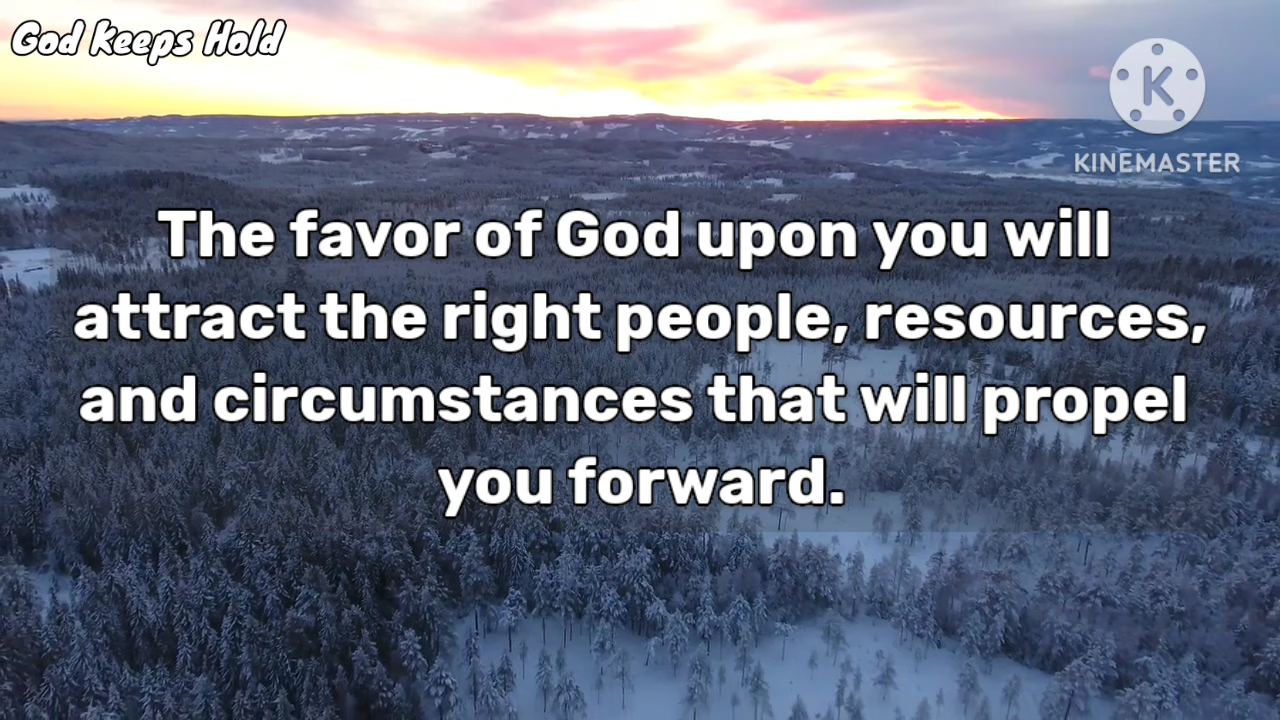 God Keeps Hold
K
KINEMASTER
The favor of God upon you will
attract the right people, resources,
and circumstances that will propel
you forward.